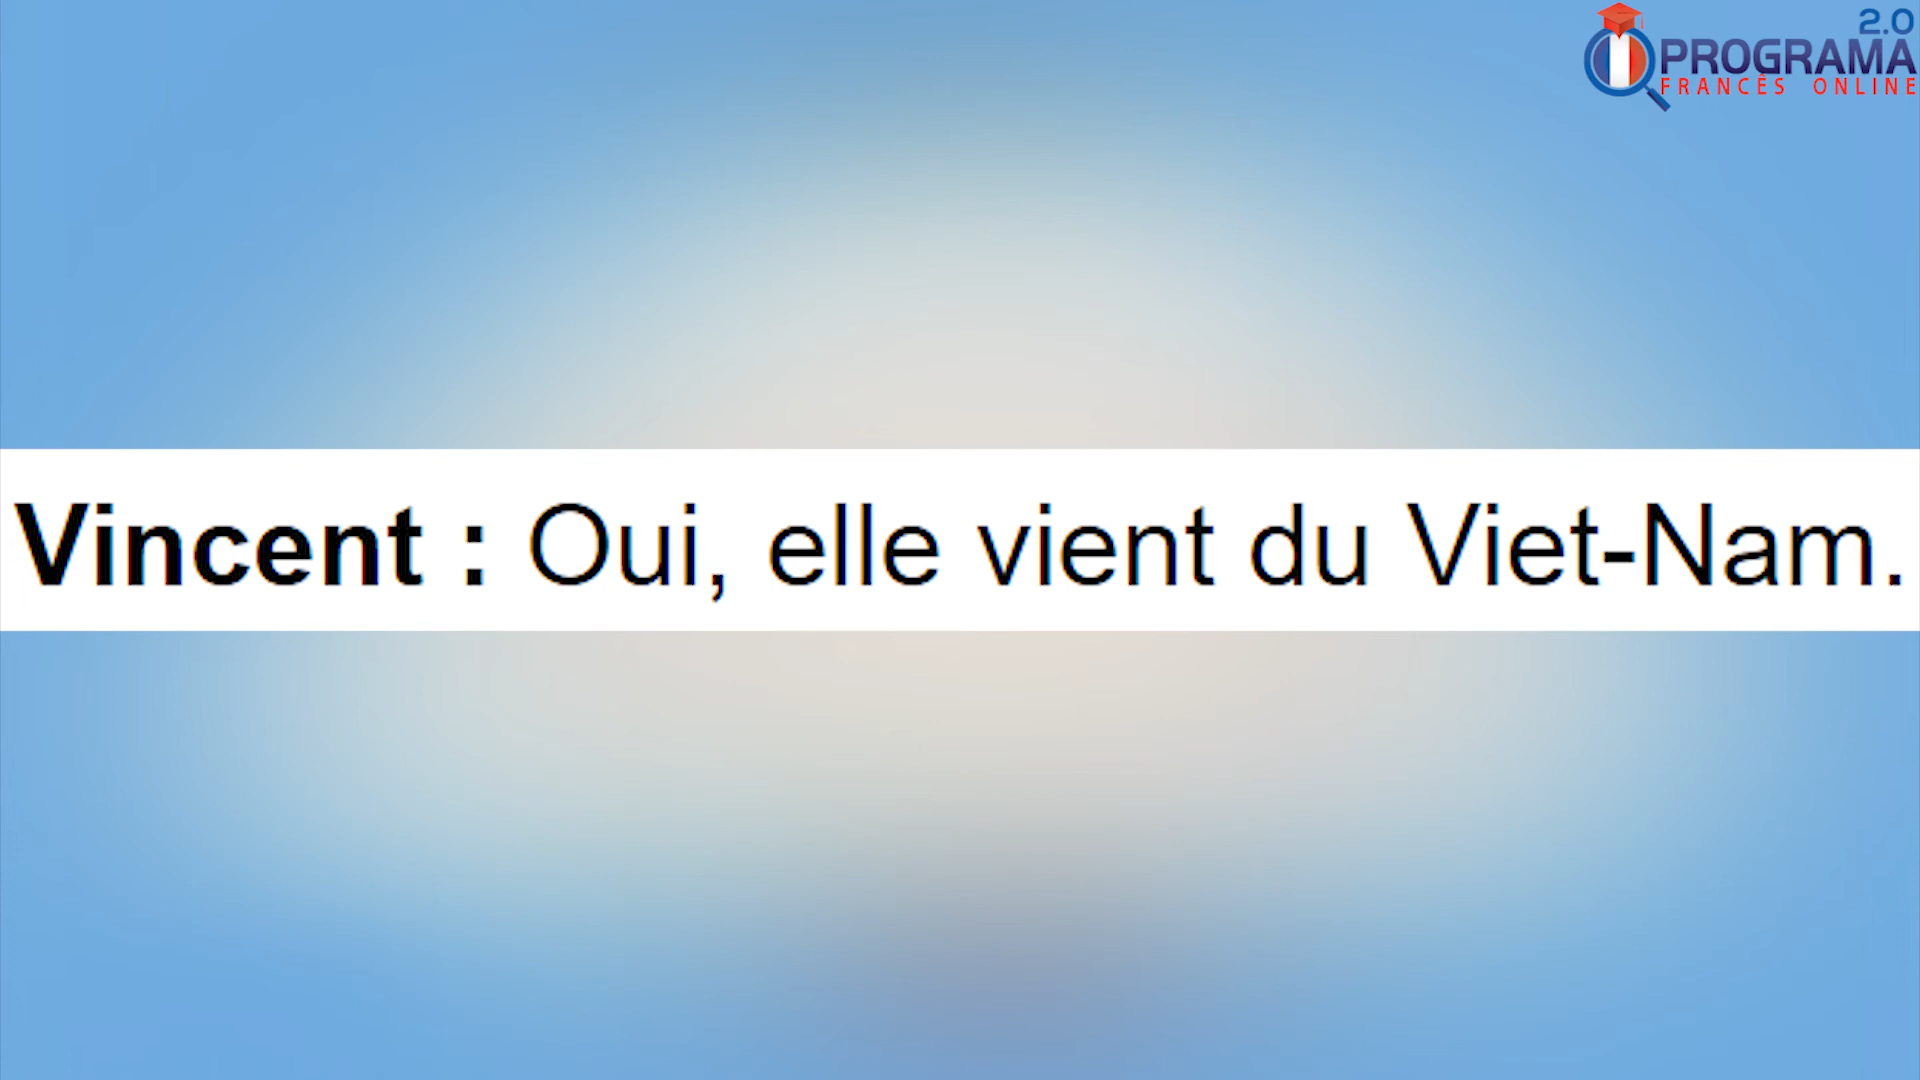 2.0
PROGRAMA
FRANCÊS ONLINE
Vincent : Oui, elle vient du Viet-Nam.